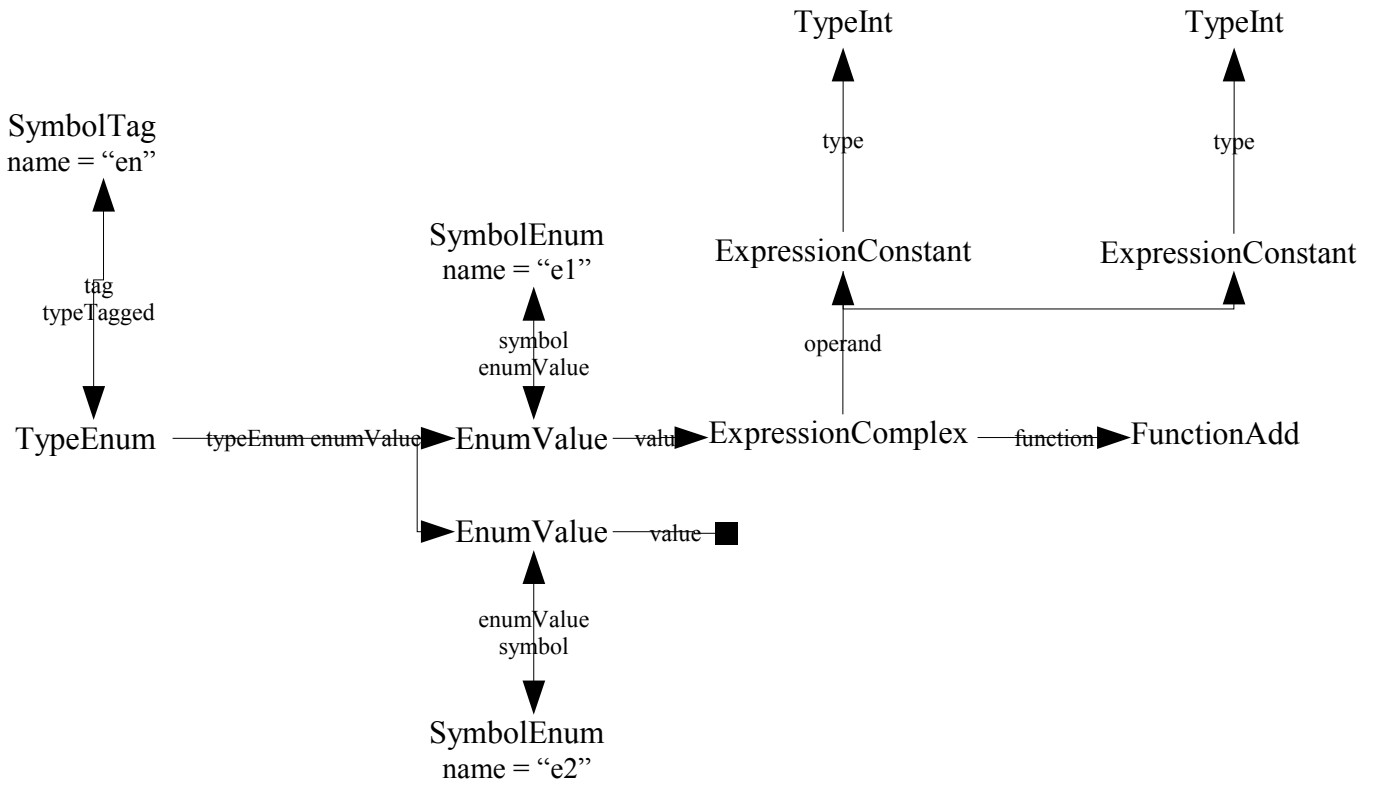 TypeInt
TypeInt
SymbolTag
name = “en”
type
type
SymbolEnum
name = “e1”
ExpressionConstant
ExpressionConstant
tag
typeTagged
symbol
enumValue
operand
TypeEnum
typeEnum enumValue
EnumValue
valu
ExpressionComplex
function
FunctionAdd
EnumValue
value
enumValue
symbol
SymbolEnum
name = “e2”